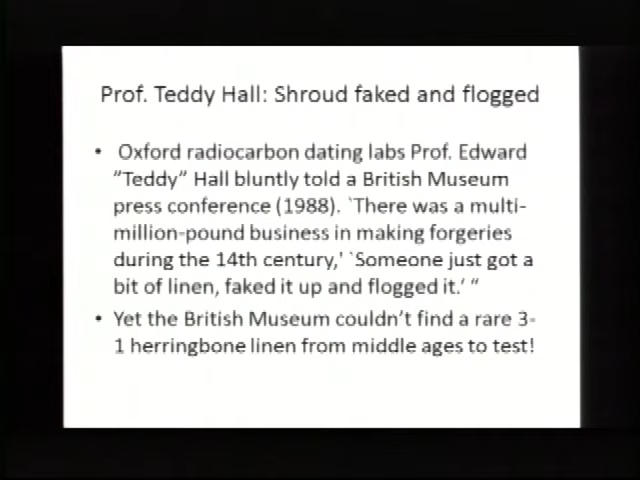 Prof. Teddy Hall: Shroud faked and flogged
• Oxford radiocarbon dating labs Prof. Edward
"Teddy" Hall bluntly told a British Museum
press conference (1988). `There was a multi-
million-pound business in making forgeries
during the 14th century,' `Someone just got a
bit of linen, faked it up and flogged it.' "
• Yet the British Museum couldn't find a rare 3-
1 herringbone linen from middle ages to test!